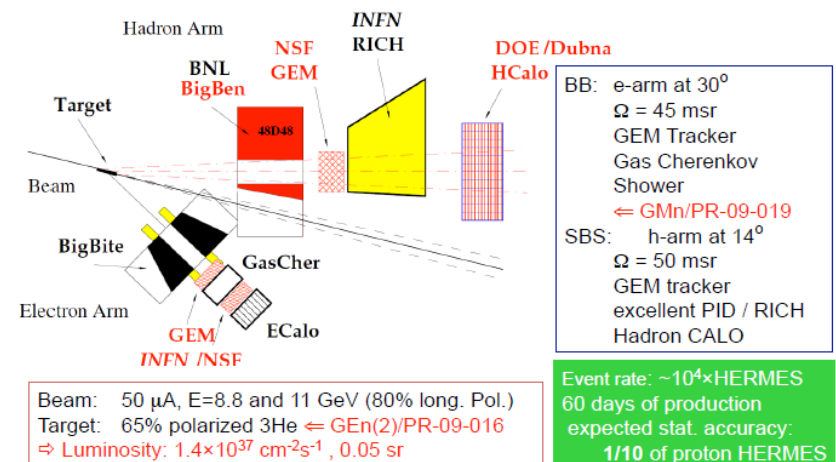 Hadron Arm
INFN
RICH
NSF
GEM
DOE/Dubna
HCalo
BNL
BigBen
Target
48D48
Beam
BigBite
GasCher
Electron Arm
ECalo
GEM
INFN /NSF
BB: e-arm at 30°
Ω = 45 msr
GEM Tracker
Gas Cherenkov
Shower
⇐ GMn/PR-09-019
SBS: h-arm at 14°
Ω = 50 msr
GEM tracker
excellent PID / RICH
Hadron CALO
Beam: 50 µA, E=8.8 and 11 GeV (80% long. Pol.)
Target: 65% polarized 3He ⇐ GEn(2)/PR-09-016
⇨ Luminosity: 1.4×10³⁷ cm⁻²s⁻¹ , 0.05 sr
Event rate: ~10⁴×HERMES
60 days of production
expected stat. accuracy:
1/10 of proton HERMES